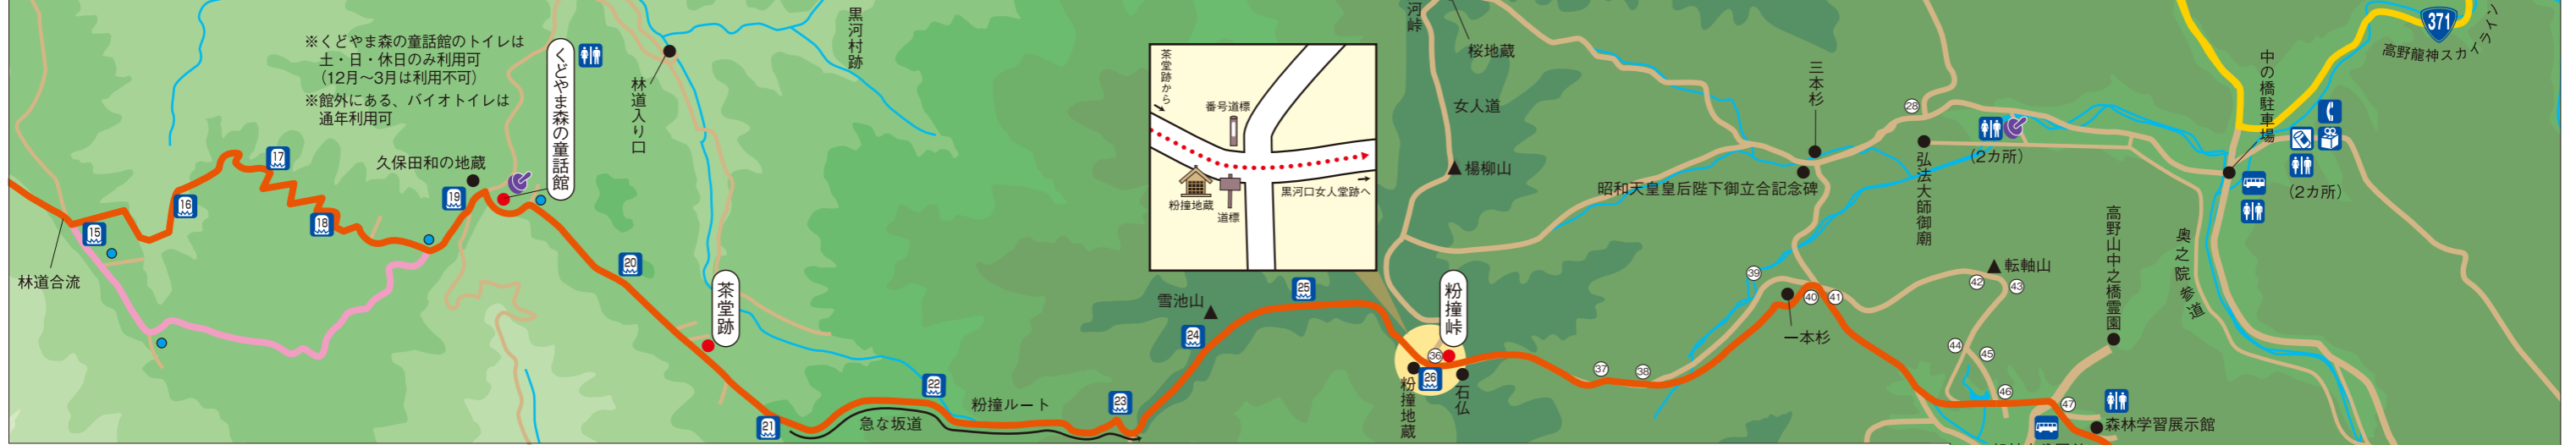 ※くどやま森の童話館のトイレは
土・日・休日のみ利用可
（12月〜3月は利用不可）
※館外にある、バイオトイレは
通年利用可
くどやま森の童話館
林道入り口
黒河村跡
久保田和の地蔵
林道合流
15
16
17
18
19
20
茶堂跡
21
22
23
急な坂道
粉撞ルート
24
雪池山
25
茶堂跡から
番号道標
粉撞地蔵
道標
黒河口女人堂跡へ
河峠
桜地蔵
女人道
楊柳山
粉撞峠
36
26
粉撞地蔵
石仏
37
38
39
一本杉
40
41
三本杉
昭和天皇皇后陛下御立合記念碑
28
弘法大師御廟
(2カ所)
転軸山
42
43
44
45
46
47
高野山中之橋霊園
森林学習展示館
奥之院参道
中の橋駐車場
(2カ所)
371
高野龍神スカイライン